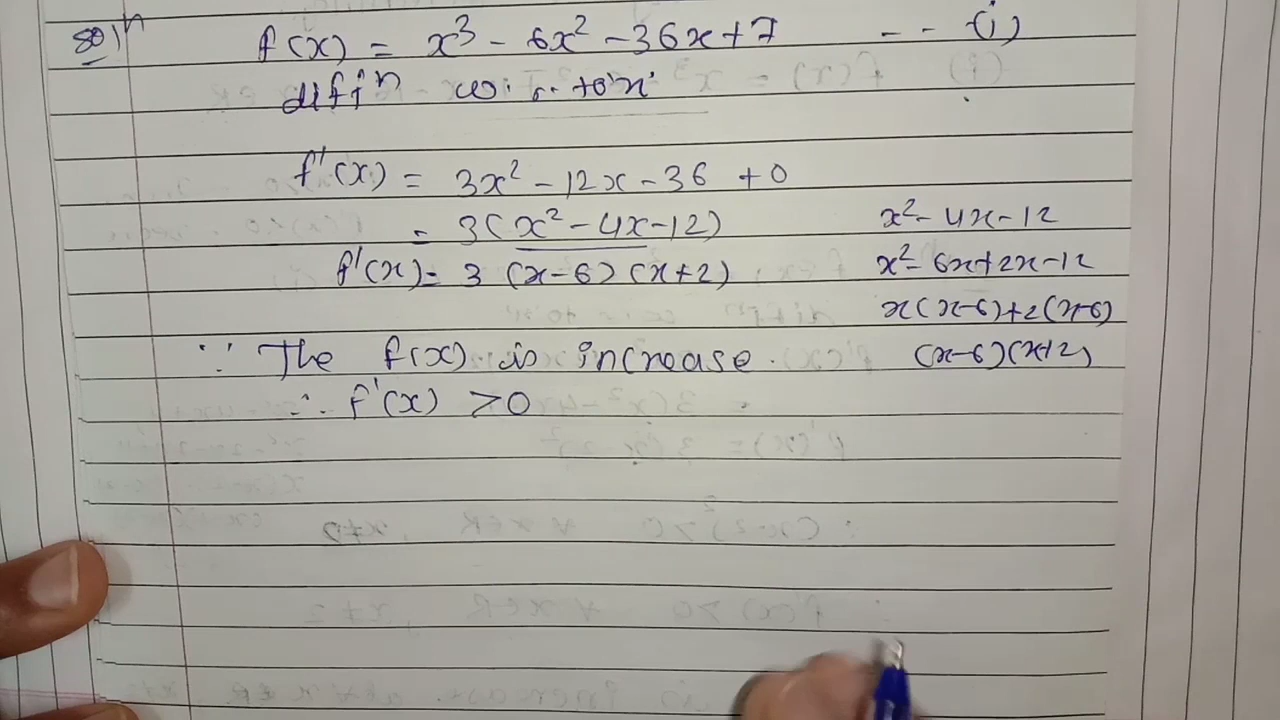 Solⁿ f(x) = x³ - 6x² - 36x + 7 -- (i)
diffⁿ w.r. to 'x'
f'(x) = 3x² - 12x - 36 + 0
= 3(x² - 4x - 12)
f'(x) = 3 (x-6) (x+2)
x² - 4x - 12
x² - 6x + 2x - 12
x(x-6)+2(x-6)
(x-6)(x+2)
∵ The f(x) is increase.
∴ f'(x) > 0